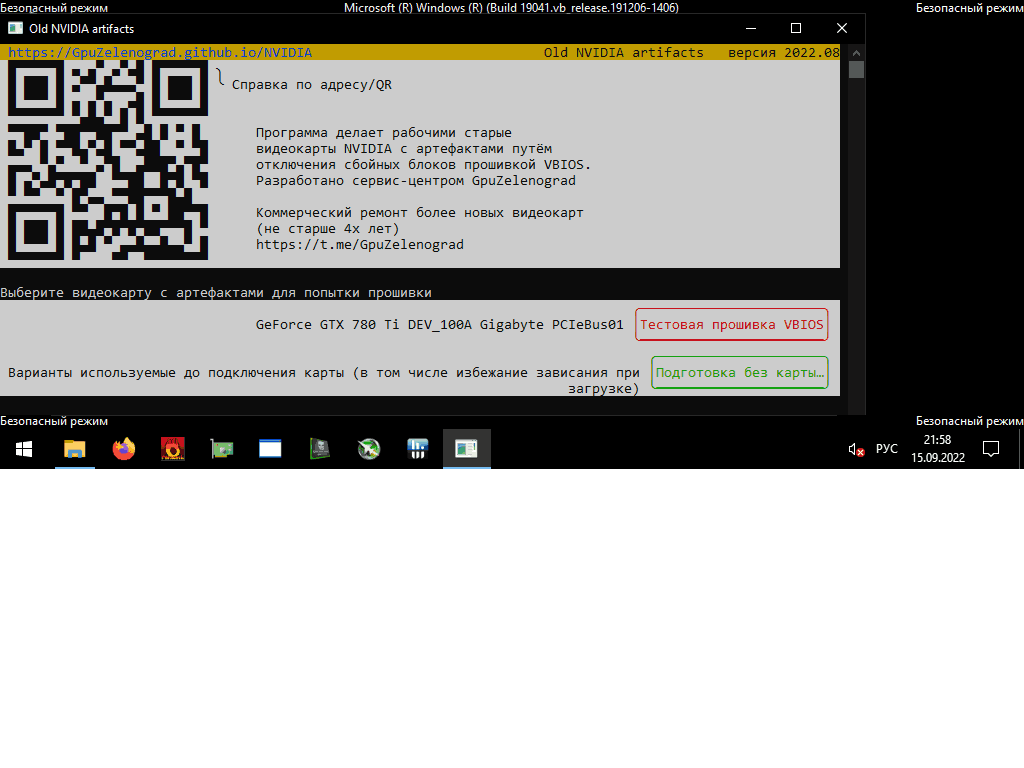 Безопасный режим Microsoft (R) Windows (R) (Build 19041.vb_release.191206-1406) Безопасный режим
Old NVIDIA artifacts
https://GpuZelenograd.github.io/NVIDIA Old NVIDIA artifacts версия 2022.08
Справка по адресу/QR
Программа делает рабочими старые
видеокарты NVIDIA с артефактами путём
отключения сбойных блоков прошивкой VBIOS.
Разработано сервис-центром GpuZelenograd
Коммерческий ремонт более новых видеокарт
(не старше 4х лет)
https://t.me/GpuZelenograd
Выберите видеокарту с артефактами для попытки прошивки
GeForce GTX 780 Ti DEV_100A Gigabyte PCIeBus01 Тестовая прошивка VBIOS
Варианты используемые до подключения карты (в том числе избежание зависания при Подготовка без карты…
загрузке)
Безопасный режим Безопасный режим
РУС 21:58
15.09.2022